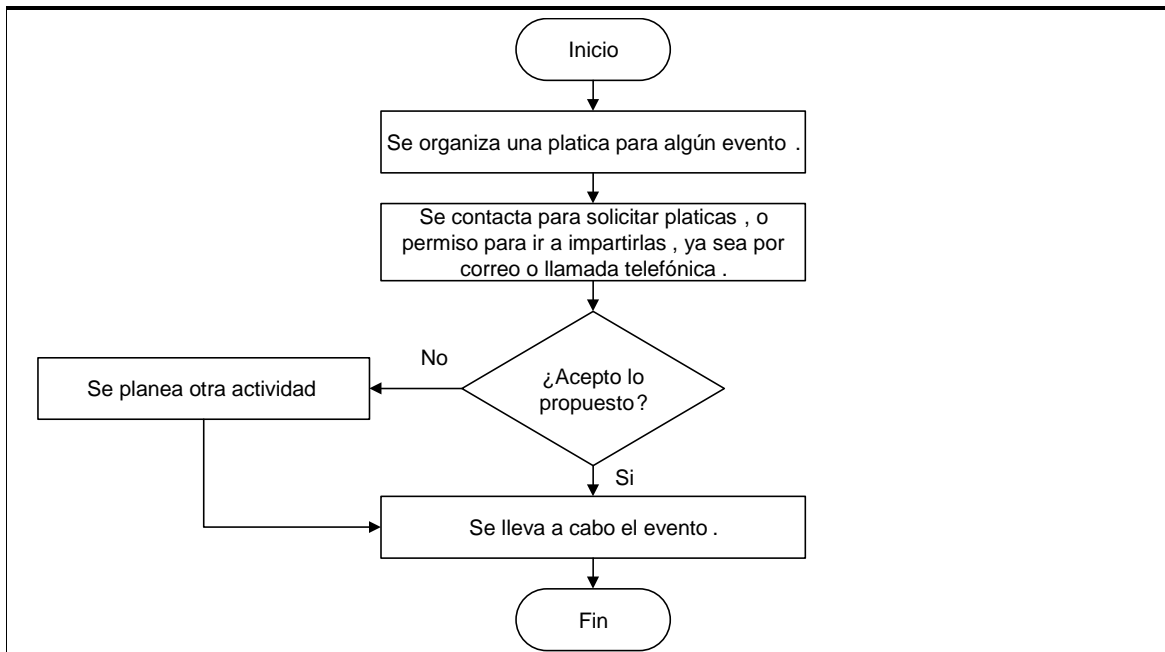 Inicio
Se organiza una platica para algún evento .
Se contacta para solicitar platicas , o
permiso para ir a impartirlas , ya sea por
correo o llamada telefónica .
No
¿Acepto lo
propuesto?
Se planea otra actividad
Si
Se lleva a cabo el evento .
Fin